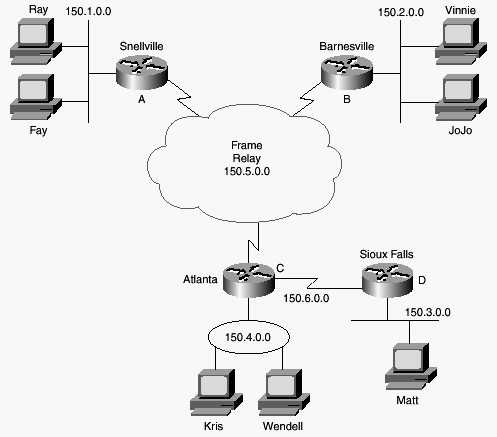 Ray
150.1.0.0
Snellville
A
Fay
Barnesville
B
150.2.0.0
Vinnie
JoJo
Frame
Relay
150.5.0.0
Atlanta
C
150.6.0.0
Sioux Falls
D
150.3.0.0
150.4.0.0
Kris
Wendell
Matt